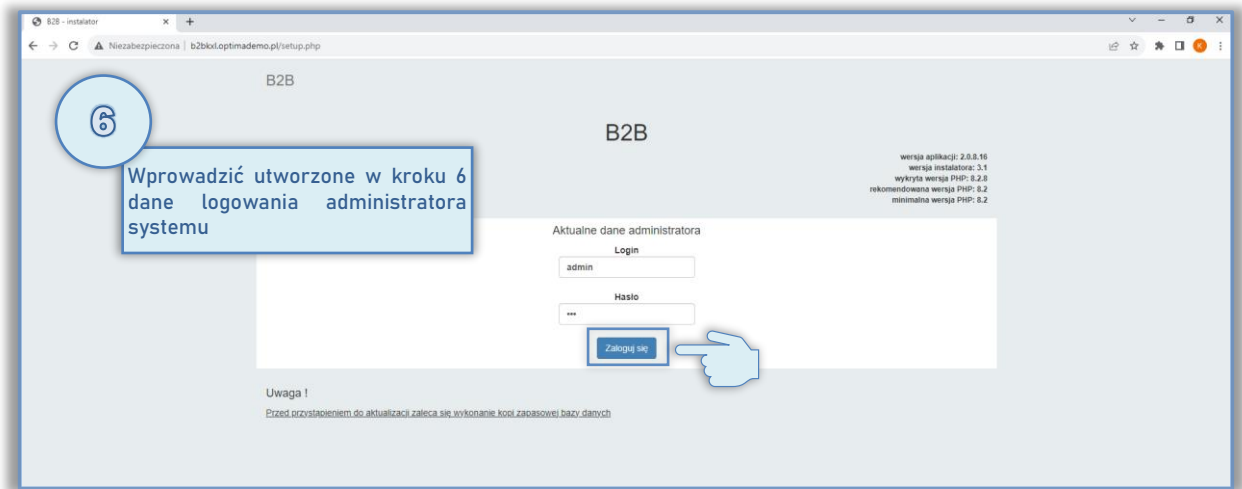 B2B - instalator
Niezabezpieczona | b2bkxl.optimademo.pl/setup.php
K
B2B
6
B2B
Wprowadzić utworzone w kroku 6
dane logowania administratora
systemu
wersja aplikacji: 2.0.8.16
wersja instalatora: 3.1
wykryta wersja PHP: 8.2.8
rekomendowana wersja PHP: 8.2
minimalna wersja PHP: 8.2
Aktualne dane administratora
Login
admin
Hasło
•••
Zaloguj się
Uwaga !
Przed przystąpieniem do aktualizacji zaleca się wykonanie kopi zapasowej bazy danych